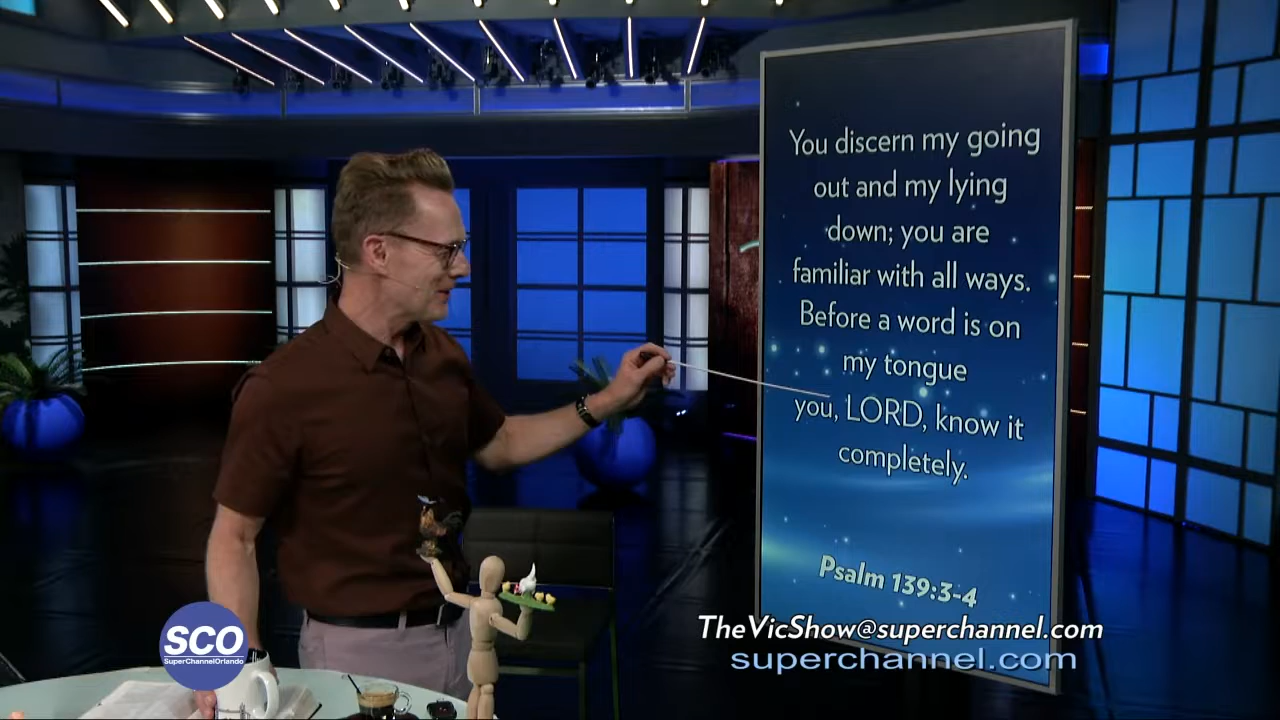 You discern my going
out and my lying
down; you are
familiar with all ways.
Before a word is on
my tongue
you, LORD, know it
completely.
Psalm 139:3-4
TheVicShow@superchannel.com
superchannel.com
SCO
SuperChannelOrlando